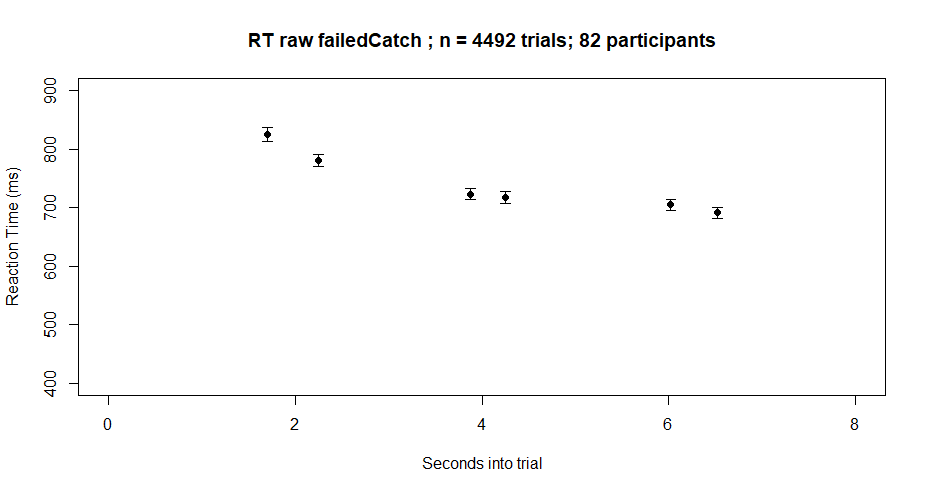 RT raw failedCatch ; n = 4492 trials; 82 participants
900
800
700
600
500
400
Reaction Time (ms)
0 2 4 6 8
Seconds into trial